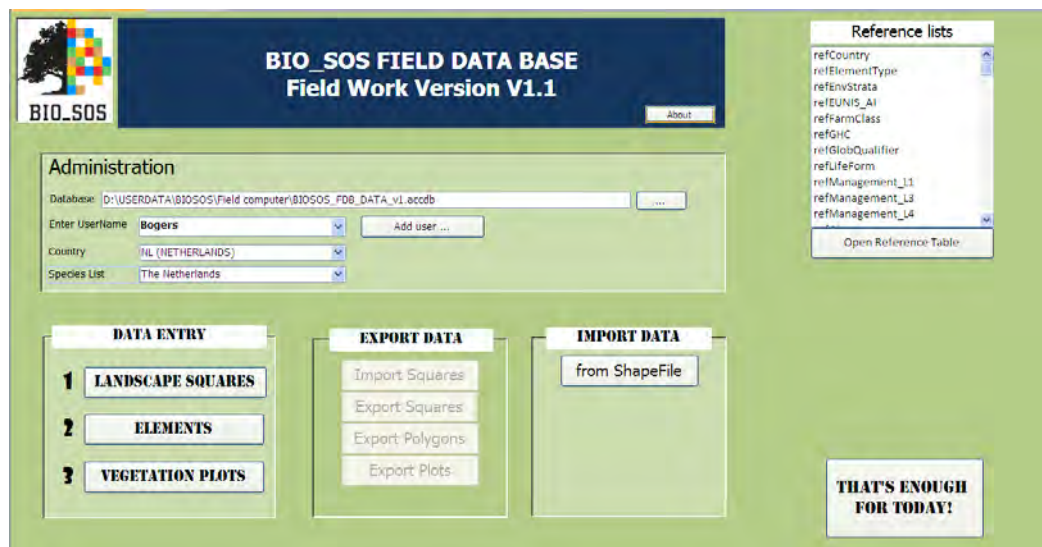 BIO_SOS
BIO_SOS FIELD DATA BASE
Field Work Version V1.1
About
Administration
Database D:\USERDATA\BIOSOS\Field computer\BIOSOS_FDB_DATA_v1.accdb ...
Enter UserName Bogers Add user ...
Country NL (NETHERLANDS)
Species List The Netherlands
Reference lists
refCountry
refElementType
refEnvStrata
refEUNIS_AI
refFarmClass
refGHC
refGlobQualifier
refLifeForm
refManagement_L1
refManagement_L3
refManagement_L4
Open Reference Table
DATA ENTRY
1 LANDSCAPE SQUARES
2 ELEMENTS
3 VEGETATION PLOTS
EXPORT DATA
Import Squares
Export Squares
Export Polygons
Export Plots
IMPORT DATA
from ShapeFile
THAT'S ENOUGH
FOR TODAY!